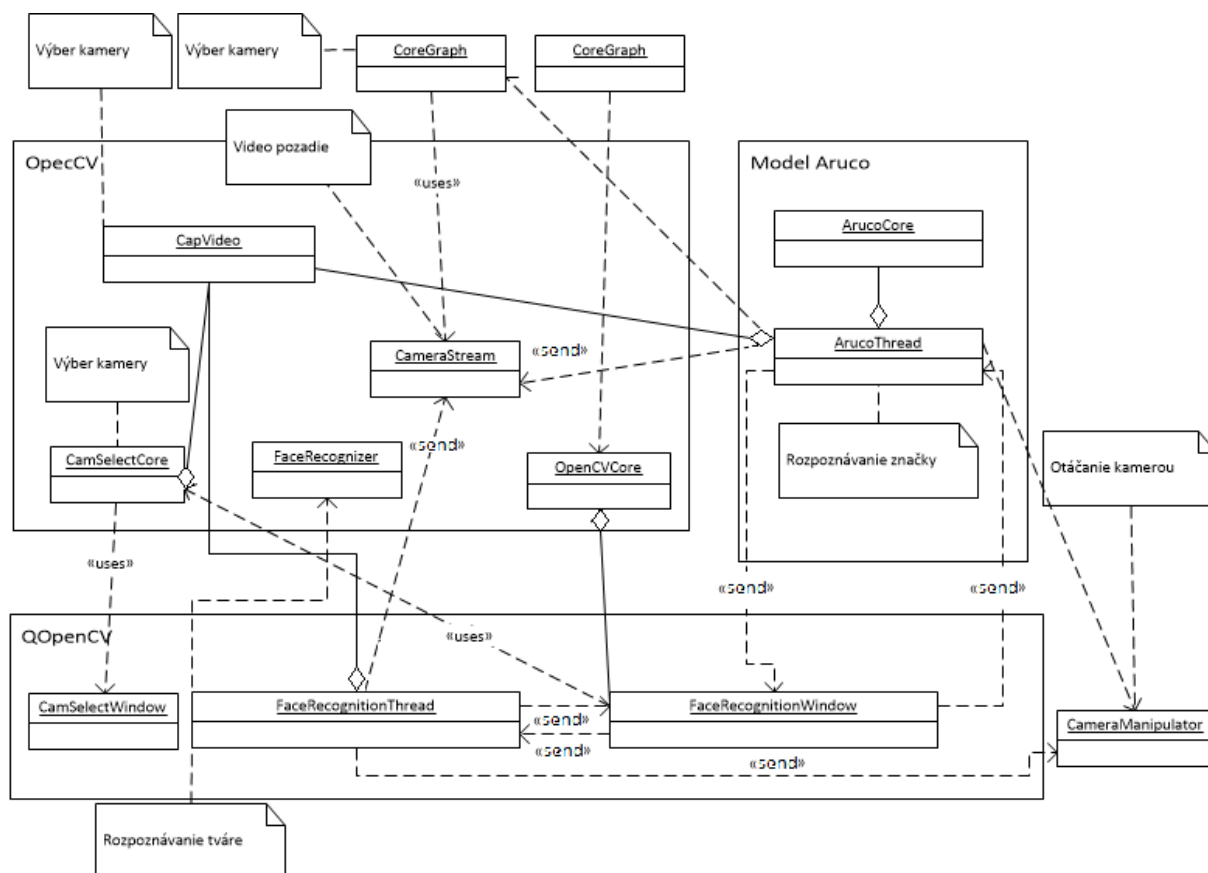 Výber kamery
Výber kamery
CoreGraph
CoreGraph
Video pozadie
OpecCV
«uses»
Model Aruco
CapVideo
ArucoCore
Výber kamery
CameraStream
«send»
ArucoThread
«send»
CamSelectCore
FaceRecognizer
OpenCVCore
Rozpoznávanie značky
Otáčanie kamerou
«uses»
«send»
«send»
QOpenCV
«uses»
CamSelectWindow
FaceRecognitionThread
«send»
«send»
FaceRecognitionWindow
CameraManipulator
«send»
Rozpoznávanie tváre